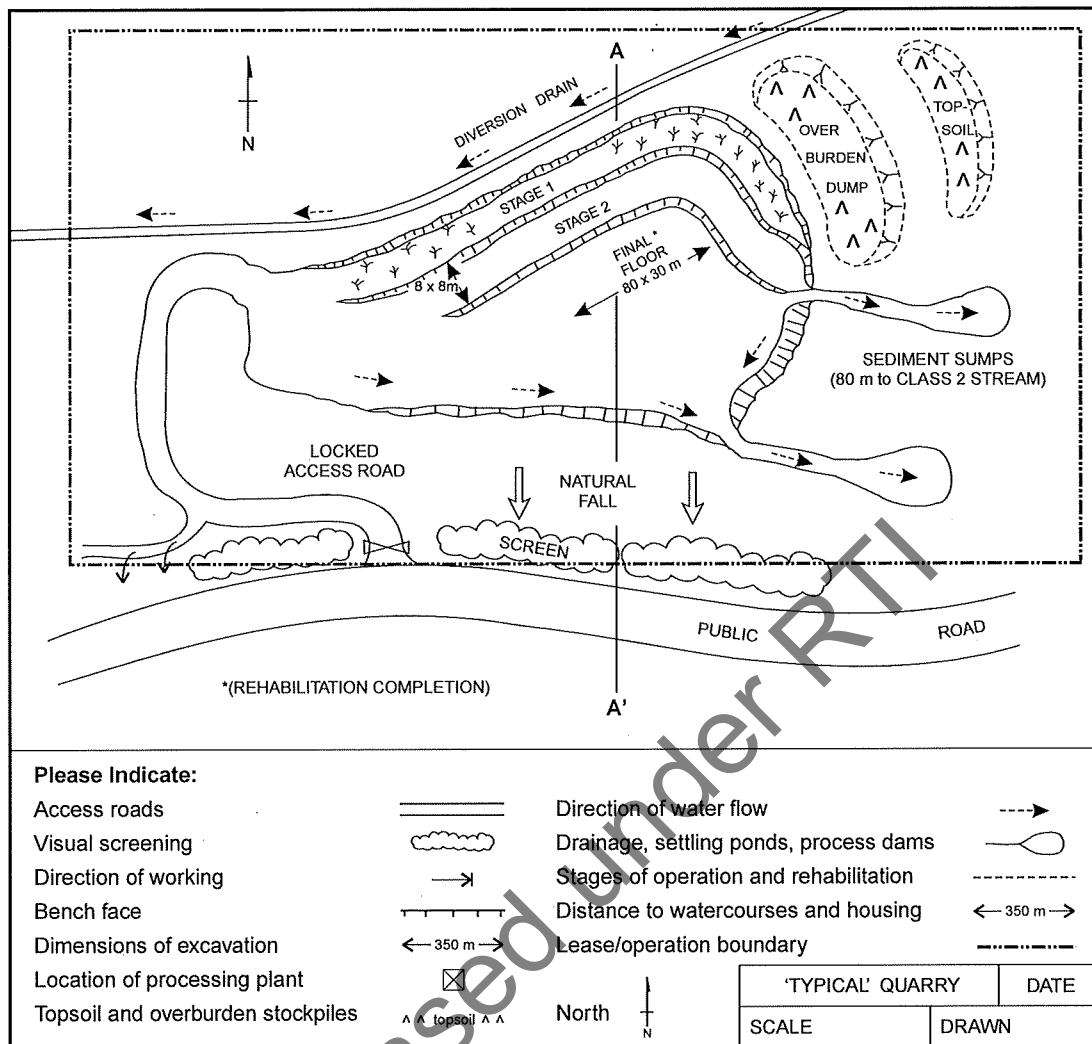 A
N
DIVERSION DRAIN
OVER
BURDEN
DUMP
TOP-
SOIL
STAGE 1
STAGE 2
8 x 8m
FINAL *
FLOOR
80 x 30 m
SEDIMENT SUMPS
(80 m to CLASS 2 STREAM)
LOCKED
ACCESS ROAD
NATURAL
FALL
SCREEN
PUBLIC ROAD
*(REHABILITATION COMPLETION)
A'
Please Indicate:
Access roads
Visual screening
Direction of working
Bench face
Dimensions of excavation 350 m
Location of processing plant
Topsoil and overburden stockpiles ^ ^ topsoil ^ ^
Direction of water flow
Drainage, settling ponds, process dams
Stages of operation and rehabilitation
Distance to watercourses and housing 350 m
Lease/operation boundary
North N
'TYPICAL' QUARRY DATE
SCALE DRAWN
sed under RTI